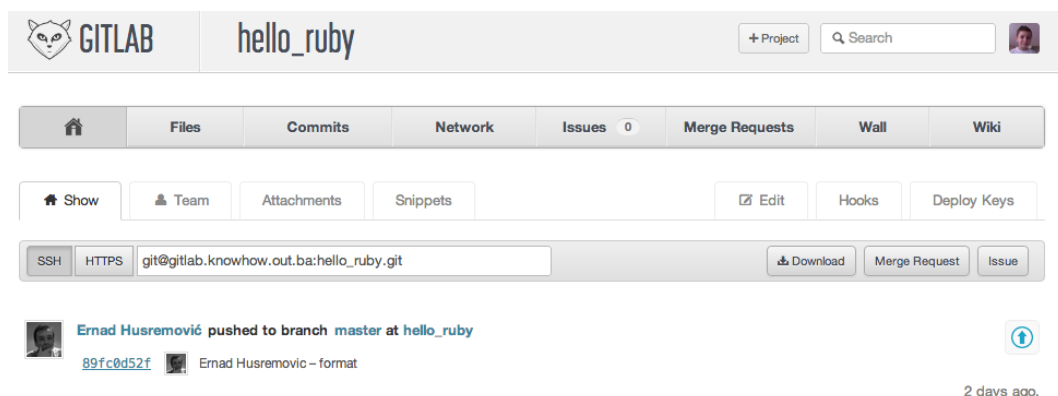 GITLAB hello_ruby + Project Search
Files Commits Network Issues 0 Merge Requests Wall Wiki
Show Team Attachments Snippets Edit Hooks Deploy Keys
SSH HTTPS git@gitlab.knowhow.out.ba:hello_ruby.git Download Merge Request Issue
Ernad Husremović pushed to branch master at hello_ruby
89fc0d52f Ernad Husremovic – format
2 days ago.